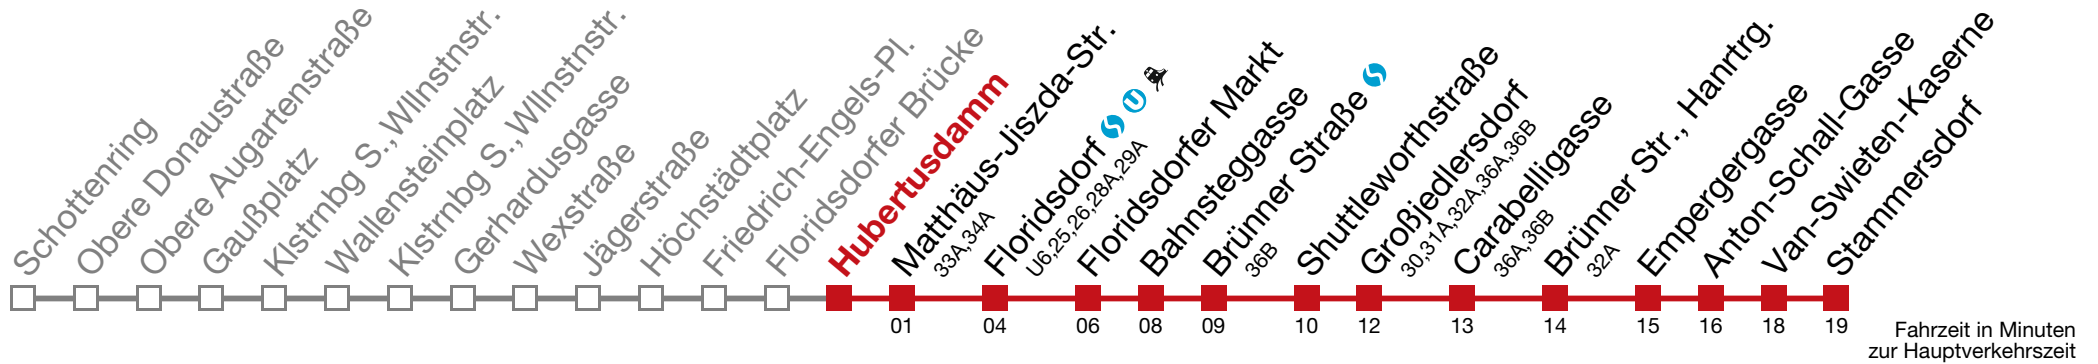 Schottenring
Obere Donaustraße
Obere Augartenstraße
Gaußplatz
Klstrnbg S., Wllnstnstr.
Wallensteinplatz
Klstrnbg S., Wllnstnstr.
Gerhardusgasse
Wexstraße
Jägerstraße
Höchstädtplatz
Friedrich-Engels-Pl.
Floridsdorfer Brücke
Hubertusdamm
Matthäus-Jiszda-Str.
33A,34A
Floridsdorf S U
U6,25,26,28A,29A
Floridsdorfer Markt
Bahnsteggasse
Brünner Straße S
36B
Shuttleworthstraße
Großjedlersdorf
30,31A,32A,36A,36B
Carabelligasse
36A,36B
Brünner Str., Hanrtrg.
32A
Empergergasse
Anton-Schall-Gasse
Van-Swieten-Kaserne
Stammersdorf
01 04 06 08 09 10 12 13 14 15 16 18 19
Fahrzeit in Minuten
zur Hauptverkehrszeit